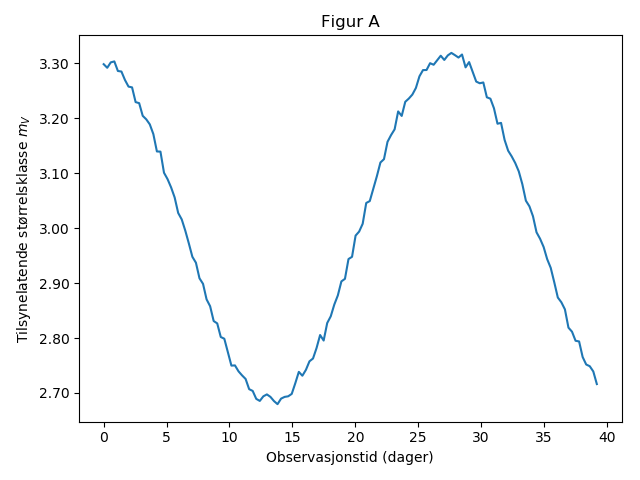 Figur A
Tilsynelatende størrelsklasse $m_V$
3.30
3.20
3.10
3.00
2.90
2.80
2.70
0 5 10 15 20 25 30 35 40
Observasjonstid (dager)